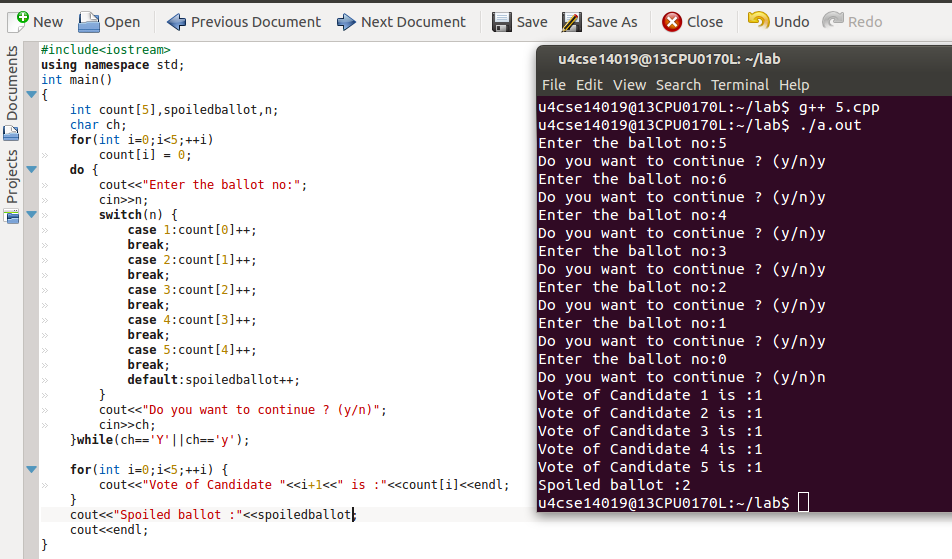 New Open Previous Document Next Document Save Save As Close Undo Redo
Documents
Projects
#include<iostream>
using namespace std;
int main()
{
    int count[5],spoiledballot,n;
    char ch;
    for(int i=0;i<5;++i)
        count[i] = 0;
    do {
        cout<<"Enter the ballot no:";
        cin>>n;
        switch(n) {
            case 1:count[0]++;
            break;
            case 2:count[1]++;
            break;
            case 3:count[2]++;
            break;
            case 4:count[3]++;
            break;
            case 5:count[4]++;
            break;
            default:spoiledballot++;
        }
        cout<<"Do you want to continue ? (y/n)";
        cin>>ch;
    }while(ch=='Y'||ch=='y');
    for(int i=0;i<5;++i) {
        cout<<"Vote of Candidate "<<i+1<<" is :"<<count[i]<<endl;
    }
    cout<<"Spoiled ballot :"<<spoiledballot;
    cout<<endl;
}
u4cse14019@13CPU0170L: ~/lab
File Edit View Search Terminal Help
u4cse14019@13CPU0170L:~/lab$ g++ 5.cpp
u4cse14019@13CPU0170L:~/lab$ ./a.out
Enter the ballot no:5
Do you want to continue ? (y/n)y
Enter the ballot no:6
Do you want to continue ? (y/n)y
Enter the ballot no:4
Do you want to continue ? (y/n)y
Enter the ballot no:3
Do you want to continue ? (y/n)y
Enter the ballot no:2
Do you want to continue ? (y/n)y
Enter the ballot no:1
Do you want to continue ? (y/n)y
Enter the ballot no:0
Do you want to continue ? (y/n)n
Vote of Candidate 1 is :1
Vote of Candidate 2 is :1
Vote of Candidate 3 is :1
Vote of Candidate 4 is :1
Vote of Candidate 5 is :1
Spoiled ballot :2
u4cse14019@13CPU0170L:~/lab$